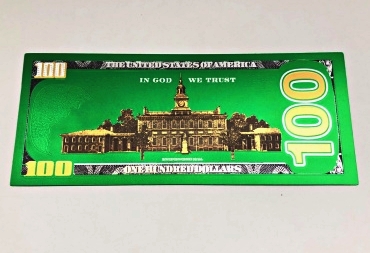 100 THE UNITED STATES OF AMERICA
IN GOD WE TRUST
100
100 ONE HUNDRED DOLLARS